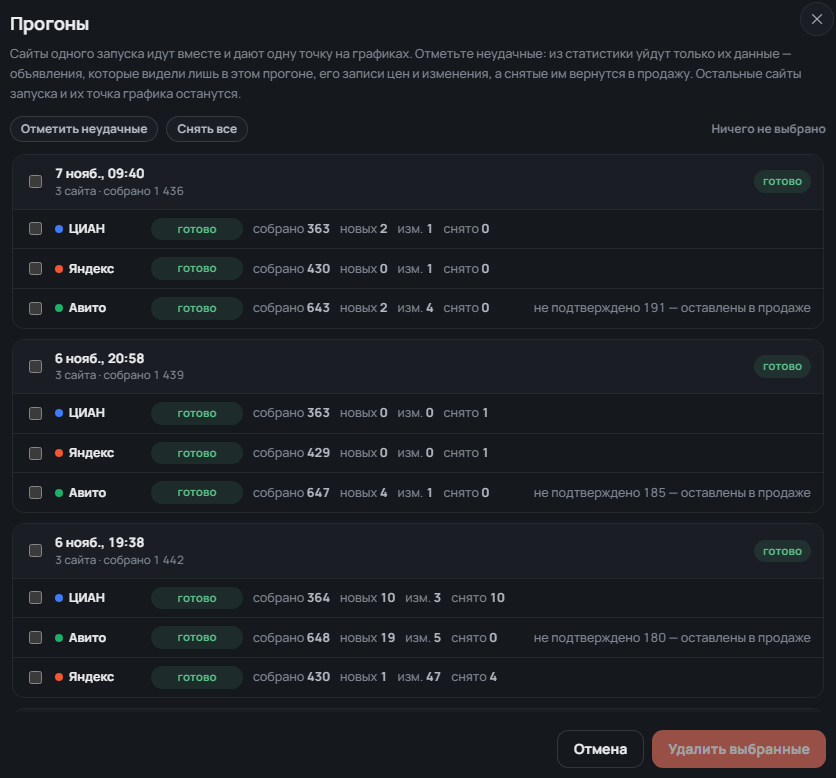 Прогоны
Сайты одного запуска идут вместе и дают одну точку на графиках. Отметьте неудачные: из статистики уйдут только их данные —
объявления, которые видели лишь в этом прогоне, его записи цен и изменения, а снятые им вернутся в продажу. Остальные сайты
запуска и их точка графика останутся.
Отметить неудачные Снять все Ничего не выбрано
7 нояб., 09:40
3 сайта · собрано 1 436
готово
ЦИАН готово собрано 363 новых 2 изм. 1 снято 0
Яндекс готово собрано 430 новых 0 изм. 1 снято 0
Авито готово собрано 643 новых 2 изм. 4 снято 0 не подтверждено 191 — оставлены в продаже
6 нояб., 20:58
3 сайта · собрано 1 439
готово
ЦИАН готово собрано 363 новых 0 изм. 0 снято 1
Яндекс готово собрано 429 новых 0 изм. 0 снято 1
Авито готово собрано 647 новых 4 изм. 1 снято 0 не подтверждено 185 — оставлены в продаже
6 нояб., 19:38
3 сайта · собрано 1 442
готово
ЦИАН готово собрано 364 новых 10 изм. 3 снято 10
Авито готово собрано 648 новых 19 изм. 5 снято 0 не подтверждено 180 — оставлены в продаже
Яндекс готово собрано 430 новых 1 изм. 47 снято 4
Отмена Удалить выбранные